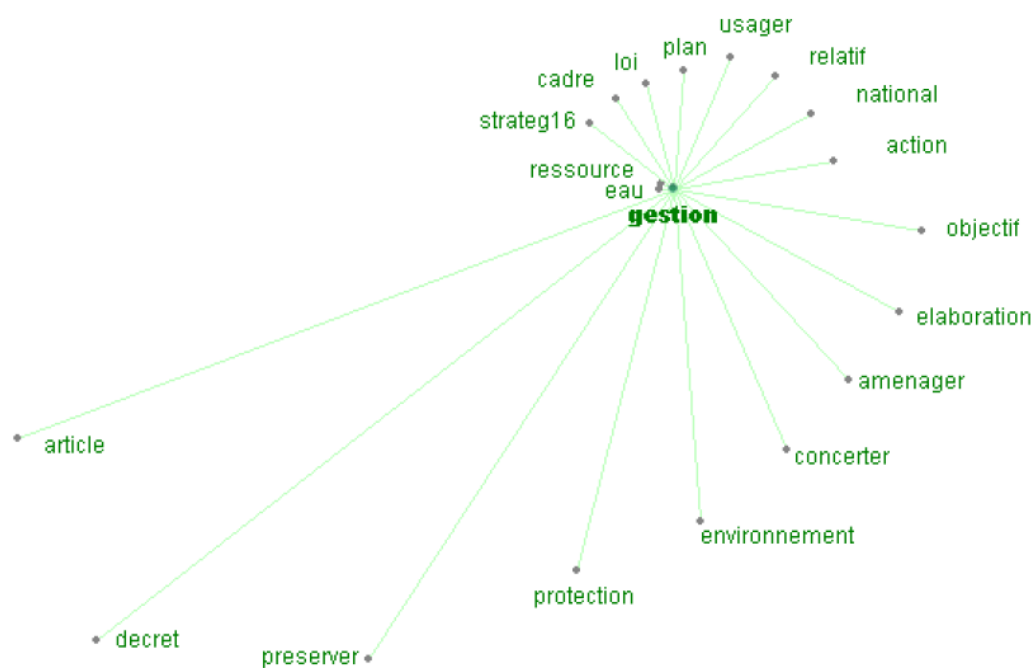 usager
plan
relatif
loi
cadre
national
strateg16
action
ressource
eau
gestion
objectif
elaboration
amenager
article
concerter
environnement
protection
decret
preserver